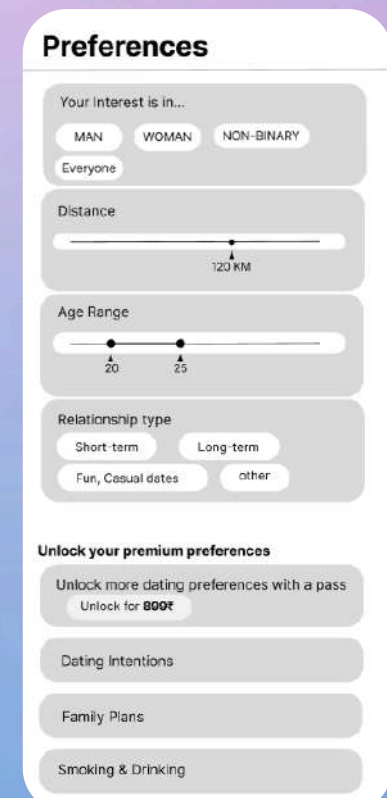 Preferences
Your Interest is in...
MAN WOMAN NON-BINARY
Everyone
Distance
120 KM
Age Range
20 25
Relationship type
Short-term Long-term
Fun, Casual dates other
Unlock your premium preferences
Unlock more dating preferences with a pass
Unlock for 899₹
Dating Intentions
Family Plans
Smoking & Drinking